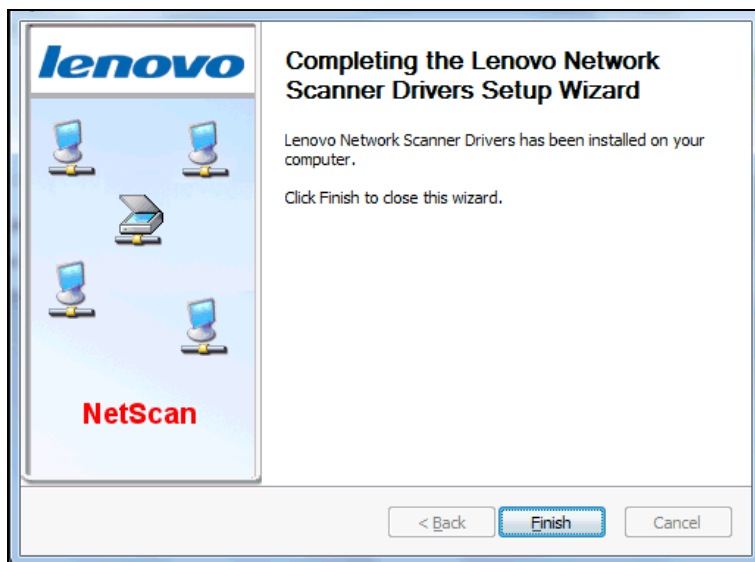 lenovo
Completing the Lenovo Network
Scanner Drivers Setup Wizard
Lenovo Network Scanner Drivers has been installed on your
computer.
Click Finish to close this wizard.
NetScan
< Back Finish Cancel